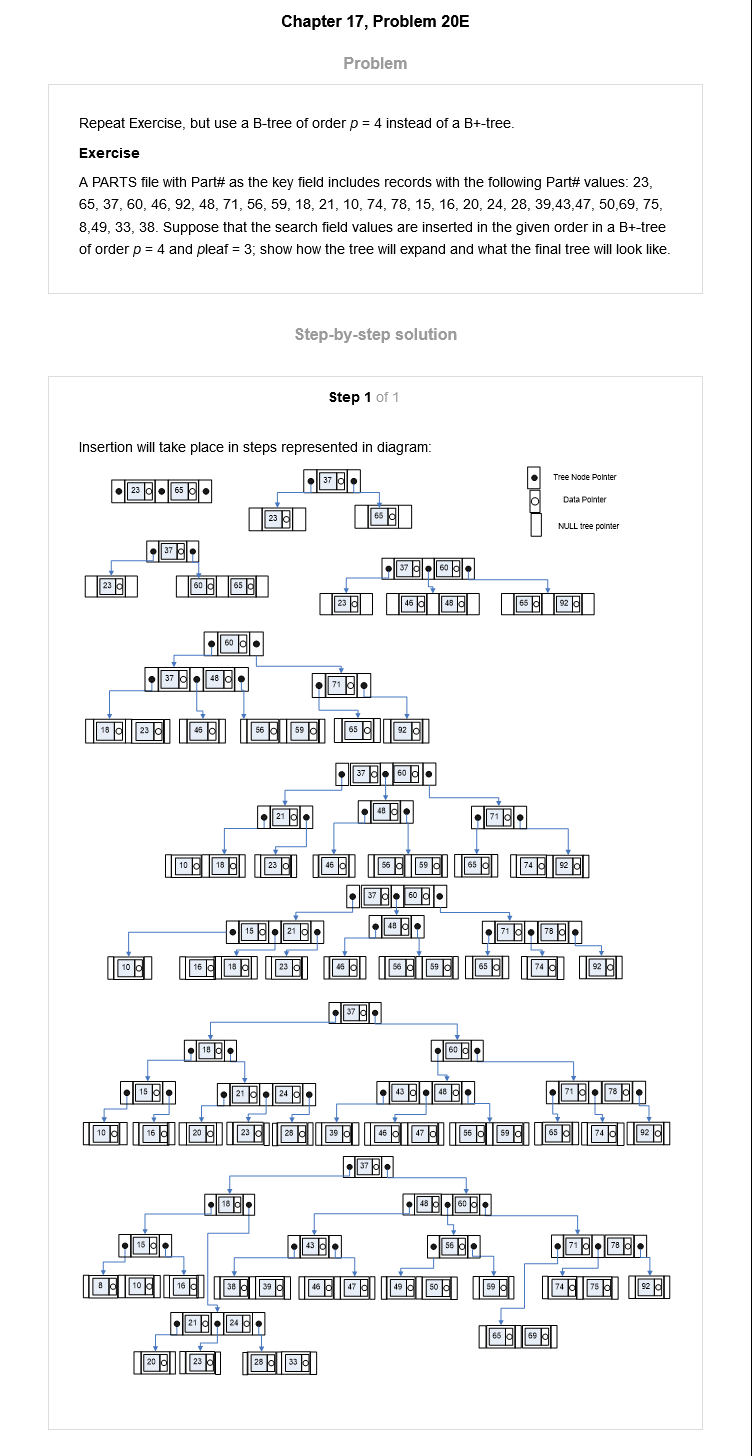 Chapter 17, Problem 20E
Problem
Repeat Exercise, but use a B-tree of order p = 4 instead of a B+-tree.
Exercise
A PARTS file with Part# as the key field includes records with the following Part# values: 23,
65, 37, 60, 46, 92, 48, 71, 56, 59, 18, 21, 10, 74, 78, 15, 16, 20, 24, 28, 39,43,47, 50,69, 75,
8,49, 33, 38. Suppose that the search field values are inserted in the given order in a B+-tree
of order p = 4 and pleaf = 3; show how the tree will expand and what the final tree will look like.
Step-by-step solution
Step 1 of 1
Insertion will take place in steps represented in diagram:
Tree Node Pointer
Data Pointer
NULL tree pointer
23 65
37
23 65
37
23 60 65
37 60
23 46 48 65 92
60
37 48 71
18 23 46 56 59 65 92
37 60
21 48 71
10 18 23 46 56 59 65 74 92
37 60
15 21 48 71 78
10 16 18 23 46 56 59 65 74 92
37
18 60
15 21 24 43 48 71 78
10 16 20 23 28 39 46 47 56 59 65 74 92
37
18 48 60
15 43 56 71 78
8 10 16 38 39 46 47 49 50 59 74 75 92
21 24 65 69
20 23 28 33